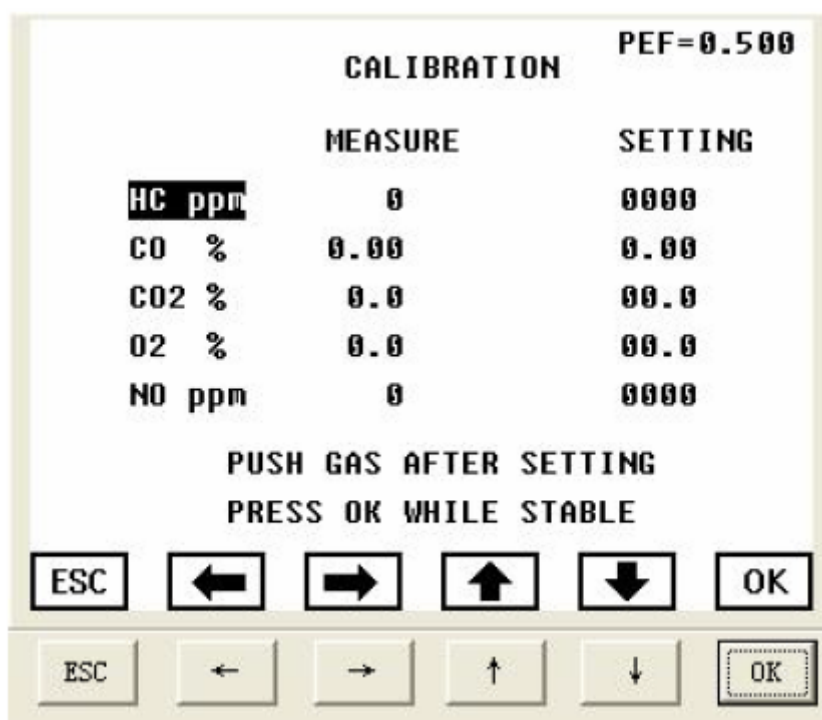 PEF=0.500
CALIBRATION
MEASURE SETTING
HC ppm 0 0000
CO % 0.00 0.00
CO2 % 0.0 00.0
O2 % 0.0 00.0
NO ppm 0 0000
PUSH GAS AFTER SETTING
PRESS OK WHILE STABLE
ESC ← → ↑ ↓ OK
ESC ← → ↑ ↓ OK